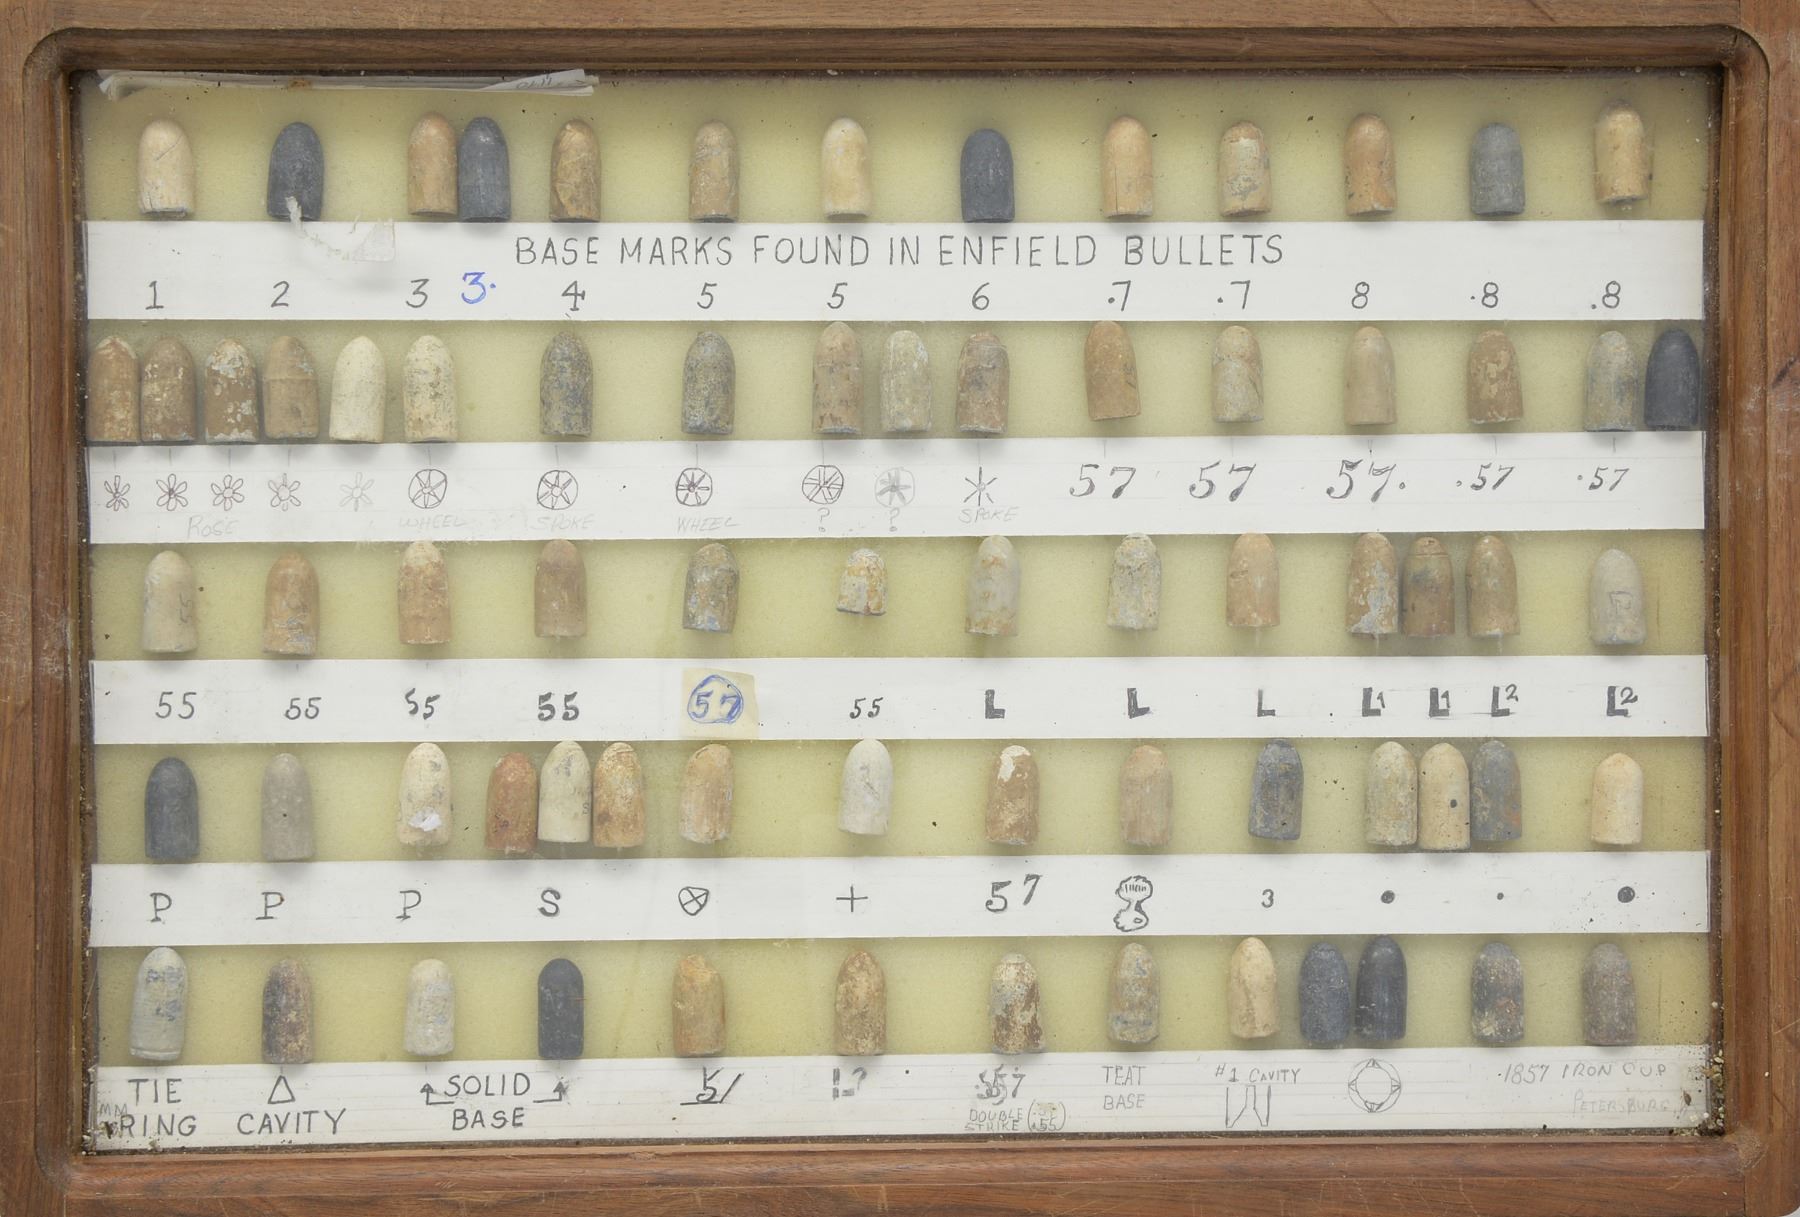 BASE MARKS FOUND IN ENFIELD BULLETS
1 2 3 3. 4 5 5 6 .7 .7 8 .8 .8
57 57 57. .57 .57
ROSE WHEEL SPOKE WHEEL ? ? SPOKE
55 55 55 55 57 55 L L L L1 L1 L2 L2
P P P S + 57 3
TIE RING
Δ CAVITY
SOLID BASE
51
L?
557
DOUBLE STRIKE
55
TEAT BASE
#1 CAVITY
.1857 IRON CUP
PETERSBURG